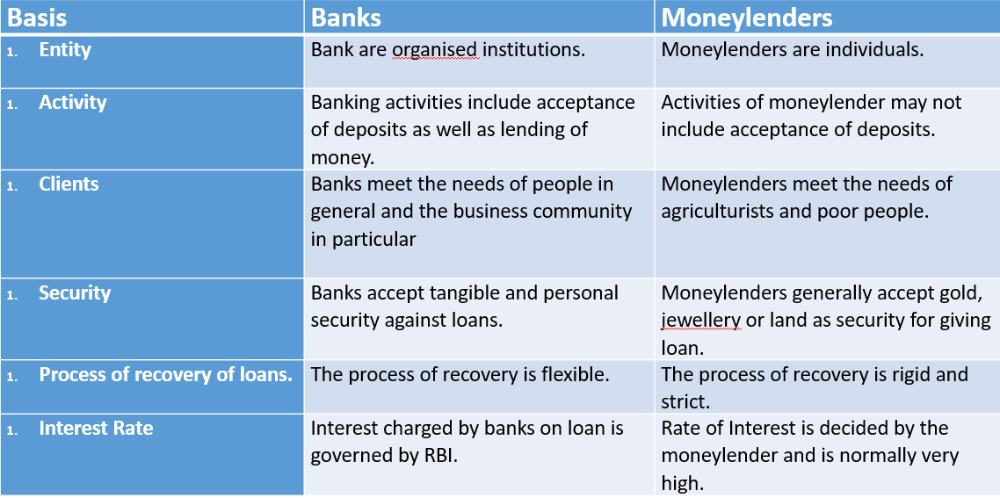 Basis
Banks
Moneylenders
1. Entity
Bank are organised institutions.
Moneylenders are individuals.
1. Activity
Banking activities include acceptance
of deposits as well as lending of
money.
Activities of moneylender may not
include acceptance of deposits.
1. Clients
Banks meet the needs of people in
general and the business community
in particular
Moneylenders meet the needs of
agriculturists and poor people.
1. Security
Banks accept tangible and personal
security against loans.
Moneylenders generally accept gold,
jewellery or land as security for giving
loan.
1. Process of recovery of loans.
The process of recovery is flexible.
The process of recovery is rigid and
strict.
1. Interest Rate
Interest charged by banks on loan is
governed by RBI.
Rate of Interest is decided by the
moneylender and is normally very
high.